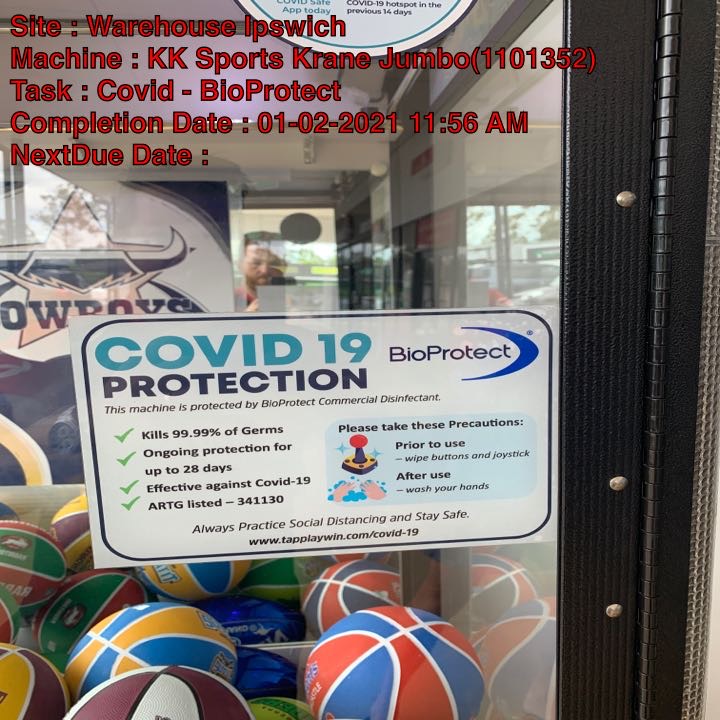 COVID Safe
App today
COVID-19 hotspot in the
previous 14 days
Site : Warehouse Ipswich
Machine : KK Sports Krane Jumbo(1101352)
Task : Covid - BioProtect
Completion Date : 01-02-2021 11:56 AM
NextDue Date :
COWBOYS
COVID 19
PROTECTION
BioProtect®
This machine is protected by BioProtect Commercial Disinfectant.
Kills 99.99% of Germs
Ongoing protection for
up to 28 days
Effective against Covid-19
ARTG listed – 341130
Please take these Precautions:
Prior to use
– wipe buttons and joystick
After use
– wash your hands
Always Practice Social Distancing and Stay Safe.
www.tapplaywin.com/covid-19